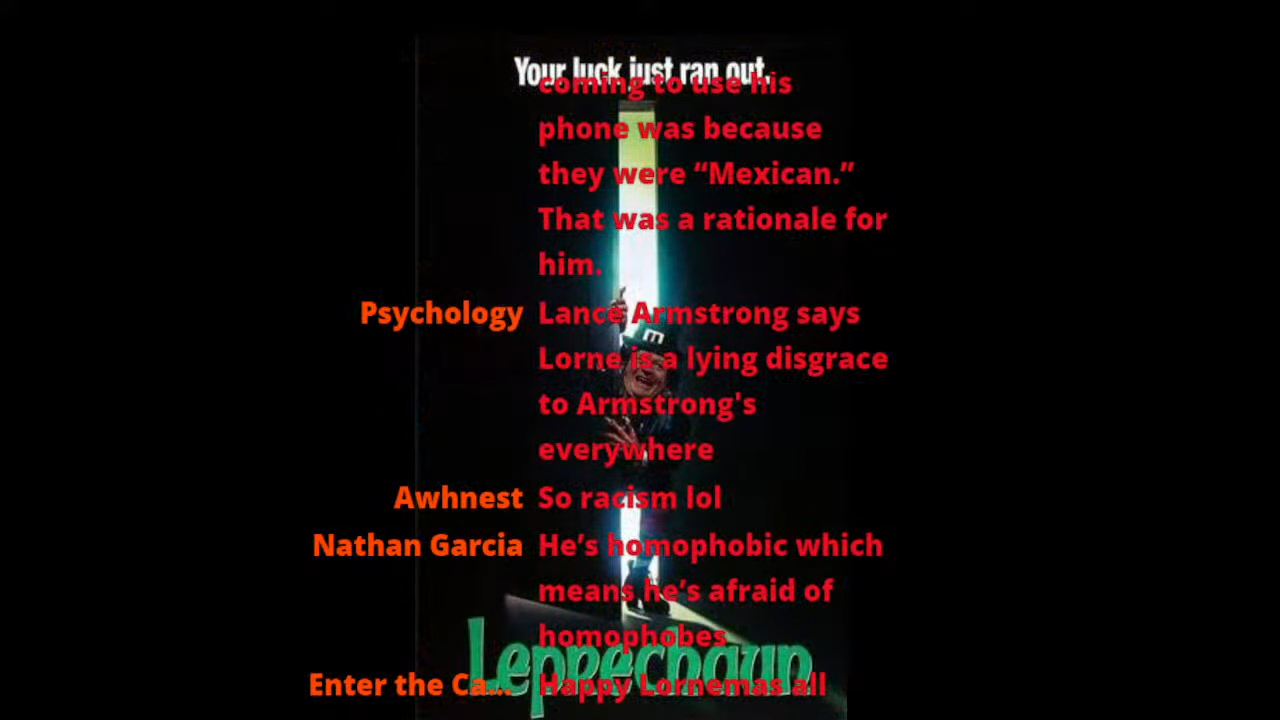 Your luck just ran out.
coming to use his
phone was because
they were “Mexican.”
That was a rationale for
him.
Psychology Lance Armstrong says
Lorne is a lying disgrace
to Armstrong's
everywhere
Awhnest So racism lol
Nathan Garcia He’s homophobic which
means he’s afraid of
homophobes
Leprechaun
Enter the Ca... Happy Lornemas all